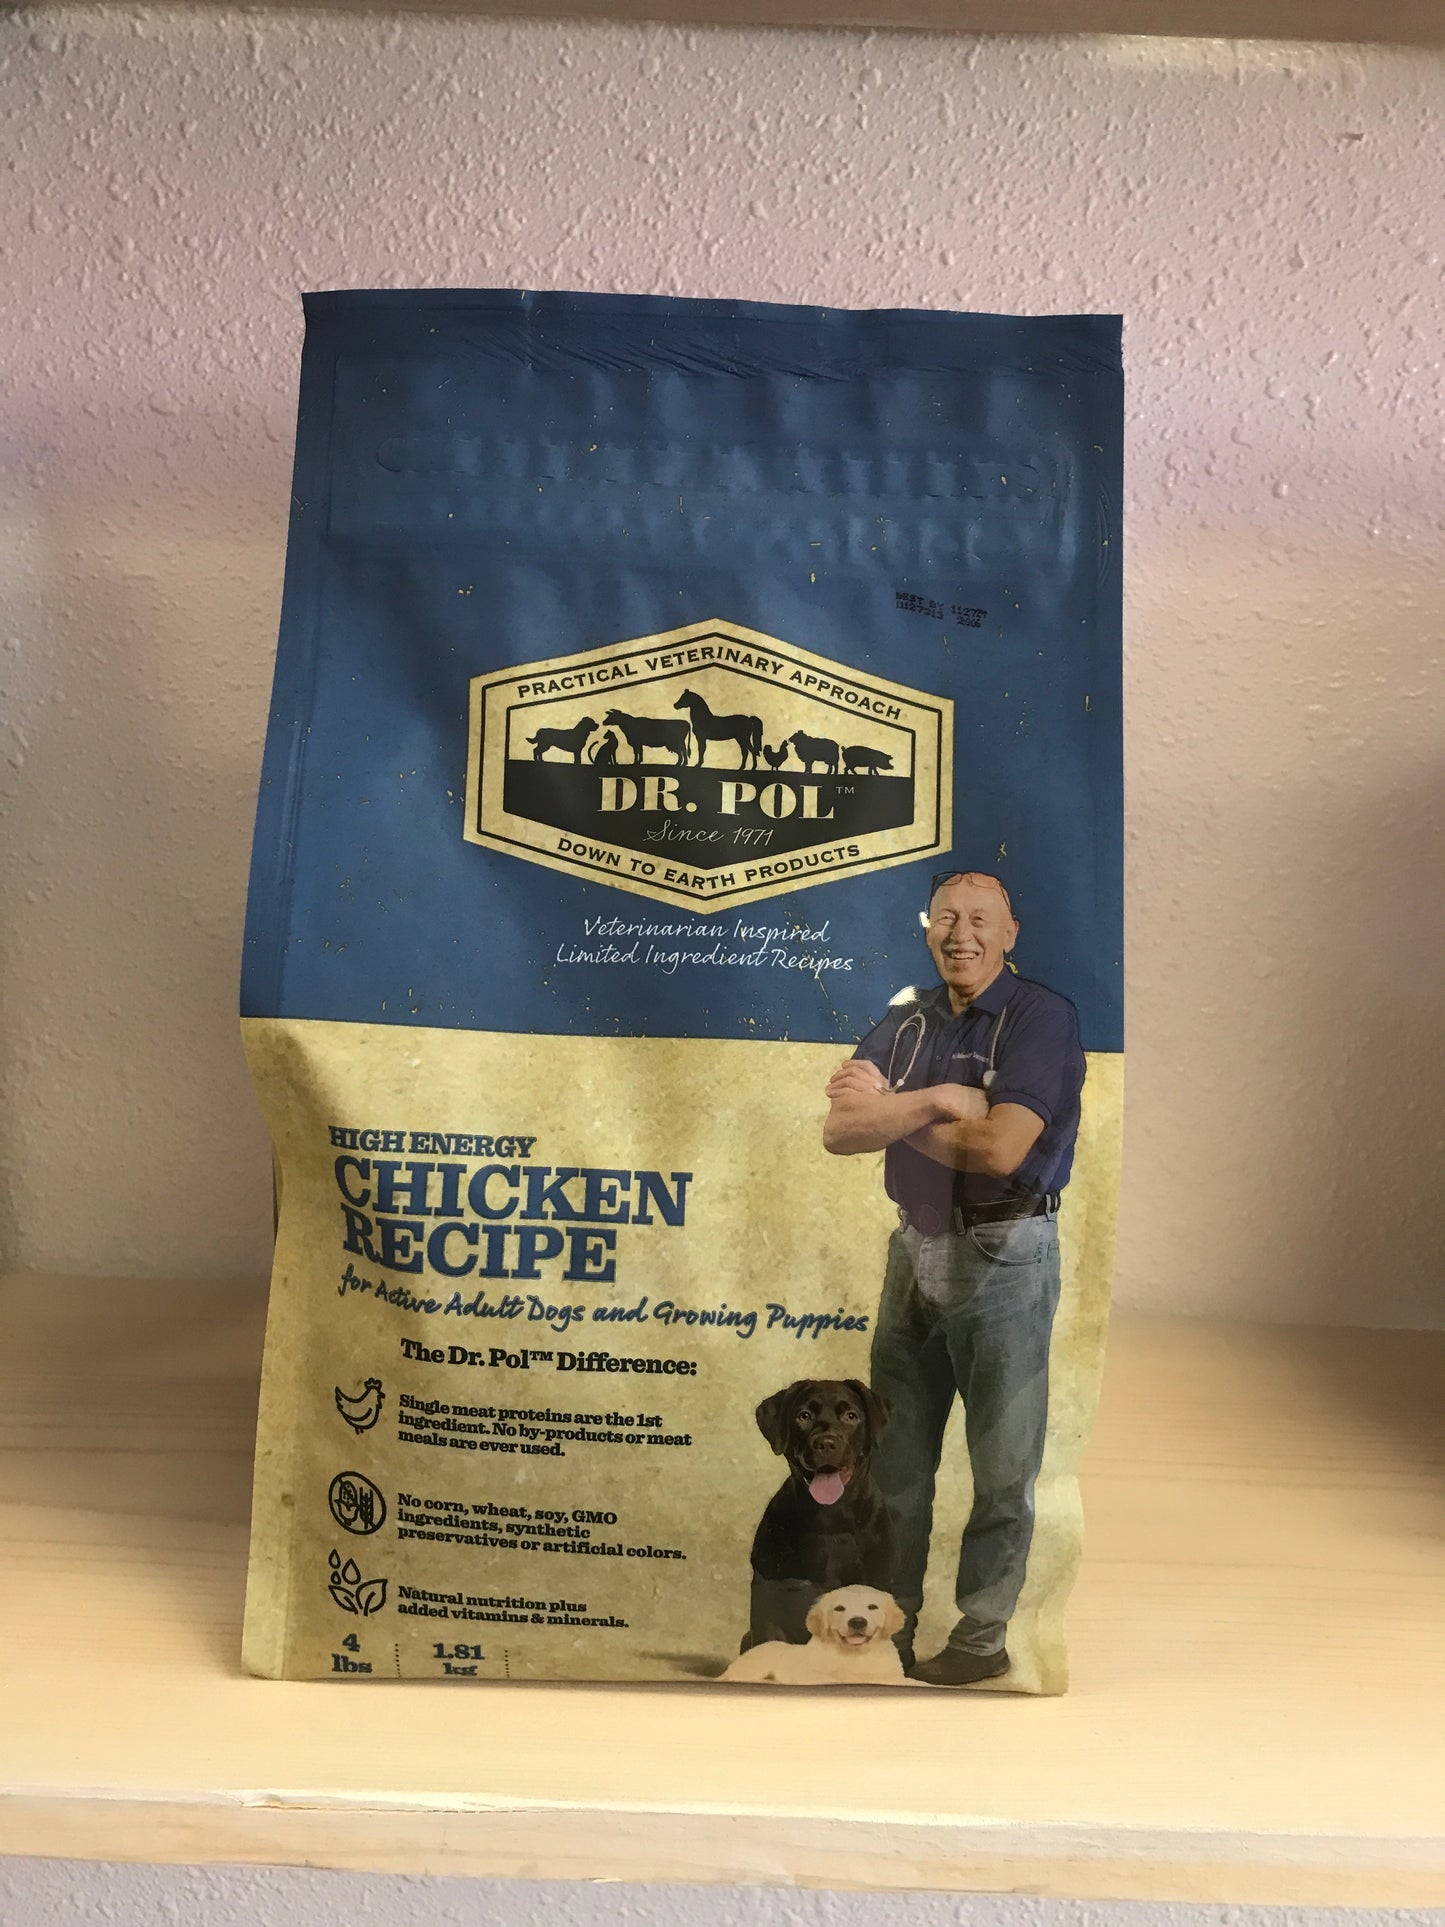 BEST BY 112724
PRACTICAL VETERINARY APPROACH
DR. POL™
Since 1971
DOWN TO EARTH PRODUCTS
Veterinarian Inspired
Limited Ingredient Recipes
HIGH ENERGY
CHICKEN
RECIPE
for Active Adult Dogs and Growing Puppies
The Dr. Pol™ Difference:
Single meat proteins are the 1st
ingredient. No by-products or meat
meals are ever used.
No corn, wheat, soy, GMO
ingredients, synthetic
preservatives or artificial colors.
Natural nutrition plus
added vitamins & minerals.
4 1.81
lbs kg